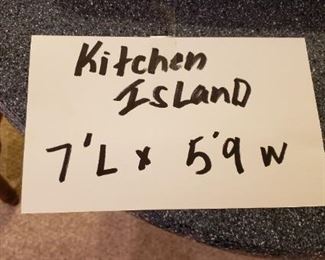 Kitchen
ISLAND
7'L x 5'9 W